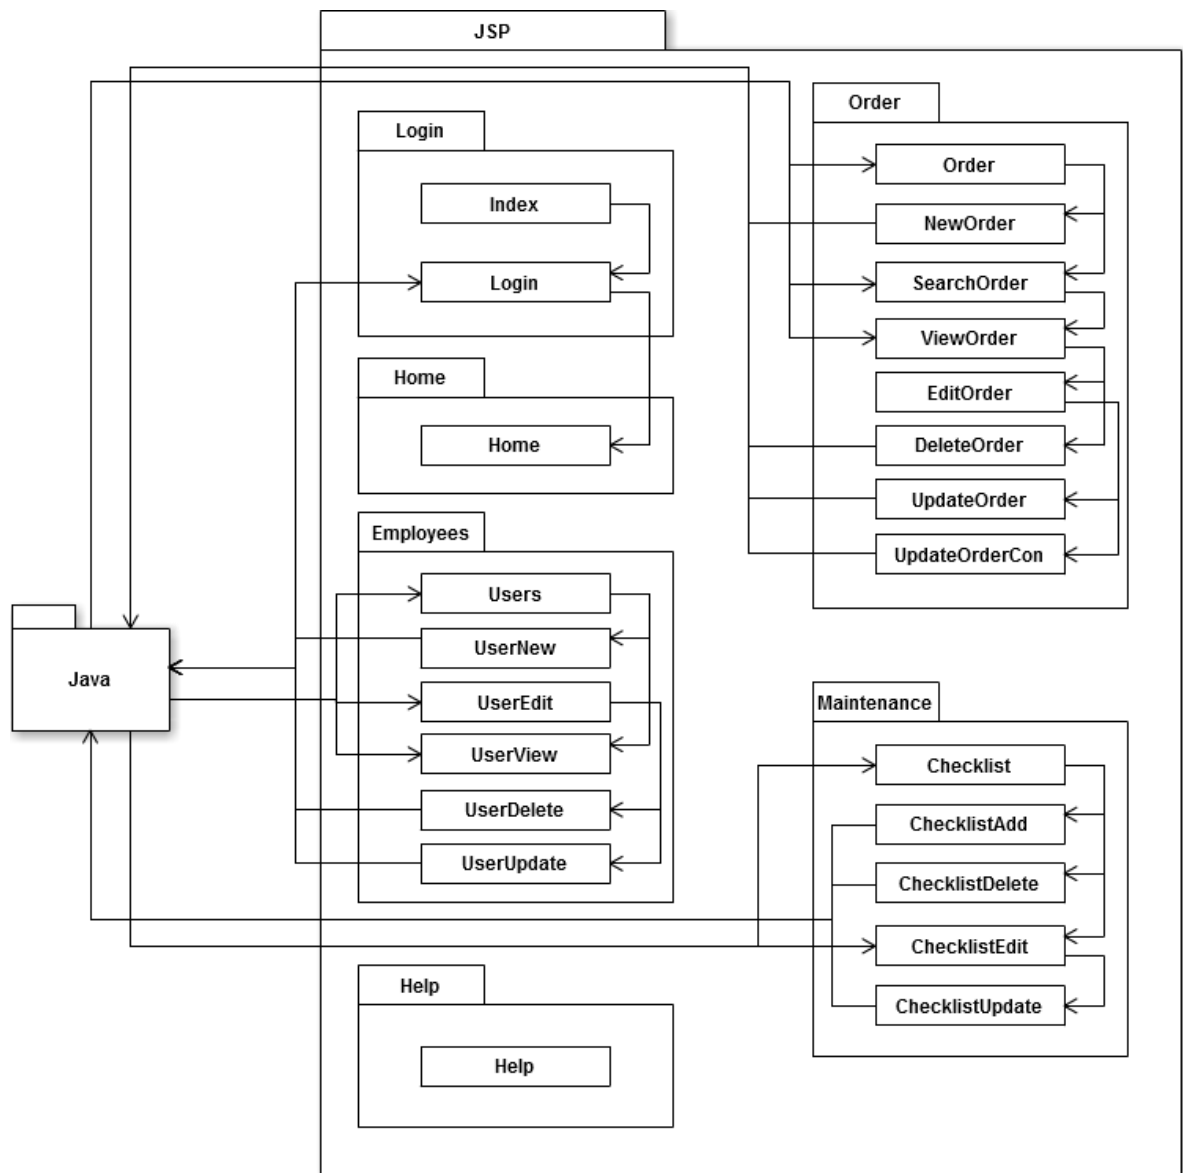 JSP
Login
Index
Login
Home
Home
Employees
Users
UserNew
UserEdit
UserView
UserDelete
UserUpdate
Help
Help
Order
Order
NewOrder
SearchOrder
ViewOrder
EditOrder
DeleteOrder
UpdateOrder
UpdateOrderCon
Maintenance
Checklist
ChecklistAdd
ChecklistDelete
ChecklistEdit
ChecklistUpdate
Java